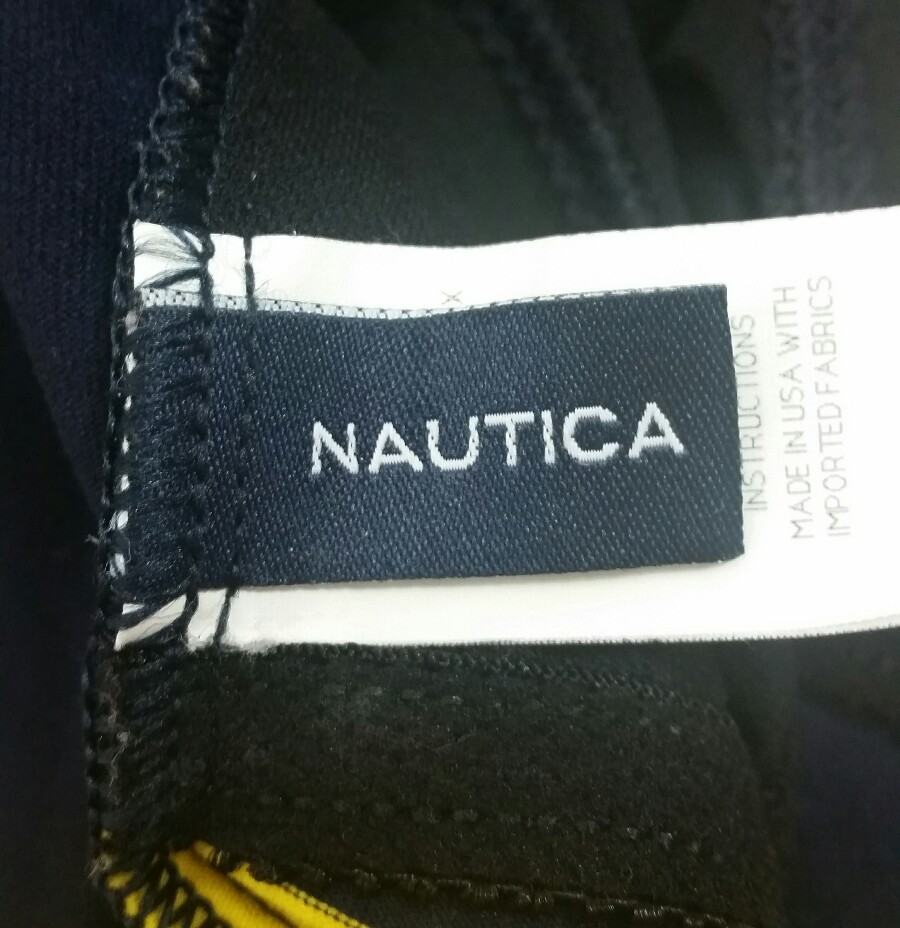 NAUTICA
X
INSTRUCTIONS
MADE IN USA WITH
IMPORTED FABRICS